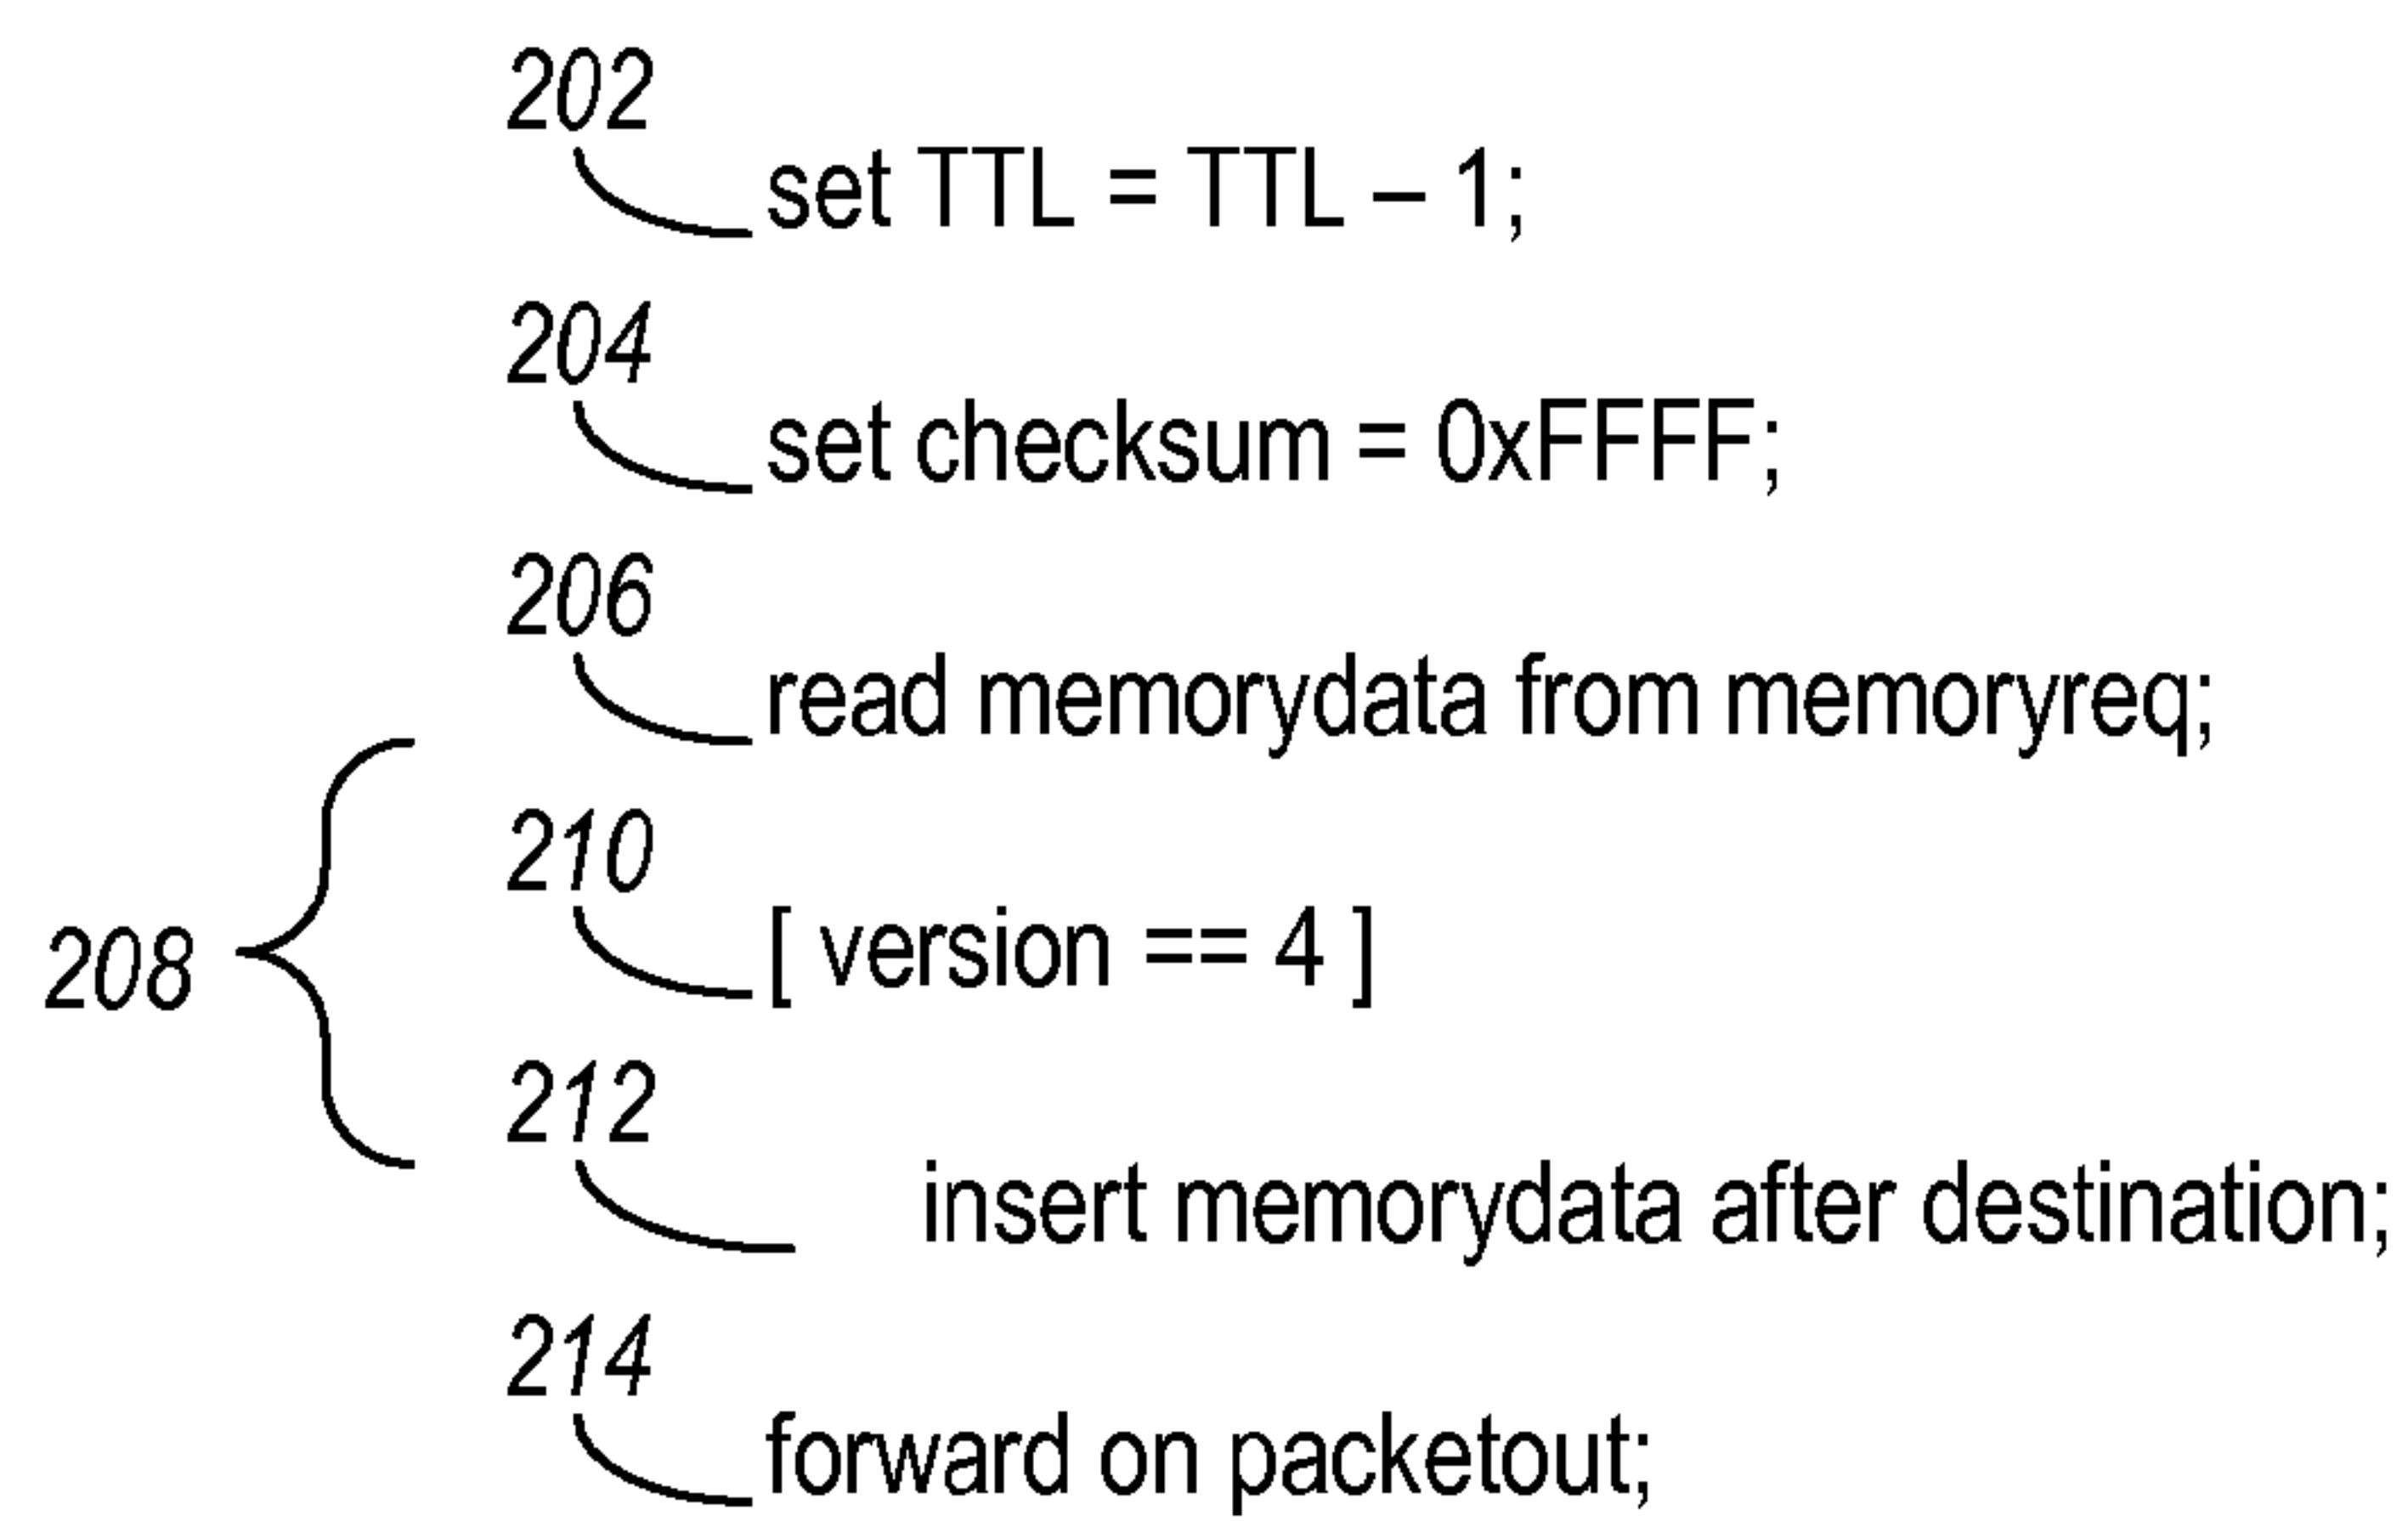 202
set TTL = TTL – 1;
204
set checksum = 0xFFFF;
206
read memorydata from memoryreq;
210
208
[ version == 4 ]
212
insert memorydata after destination;
214
forward on packetout;